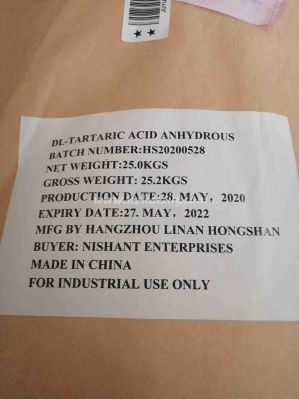 DL-TARTARIC ACID ANHYDROUS
BATCH NUMBER:HS20200528
NET WEIGHT:25.0KGS
GROSS WEIGHT: 25.2KGS
PRODUCTION DATE:28. MAY, 2020
EXPIRY DATE:27. MAY, 2022
MFG BY HANGZHOU LINAN HONGSHAN
BUYER: NISHANT ENTERPRISES
MADE IN CHINA
FOR INDUSTRIAL USE ONLY